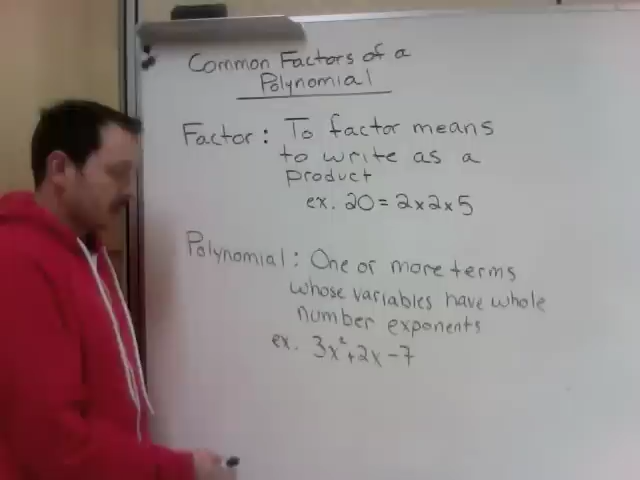 Common Factors of a
Polynomial
Factor: To factor means
to write as a
product
ex. 20 = 2x2x5
Polynomial: One or more terms
whose variables have whole
number exponents
ex. 3x²+2x-7